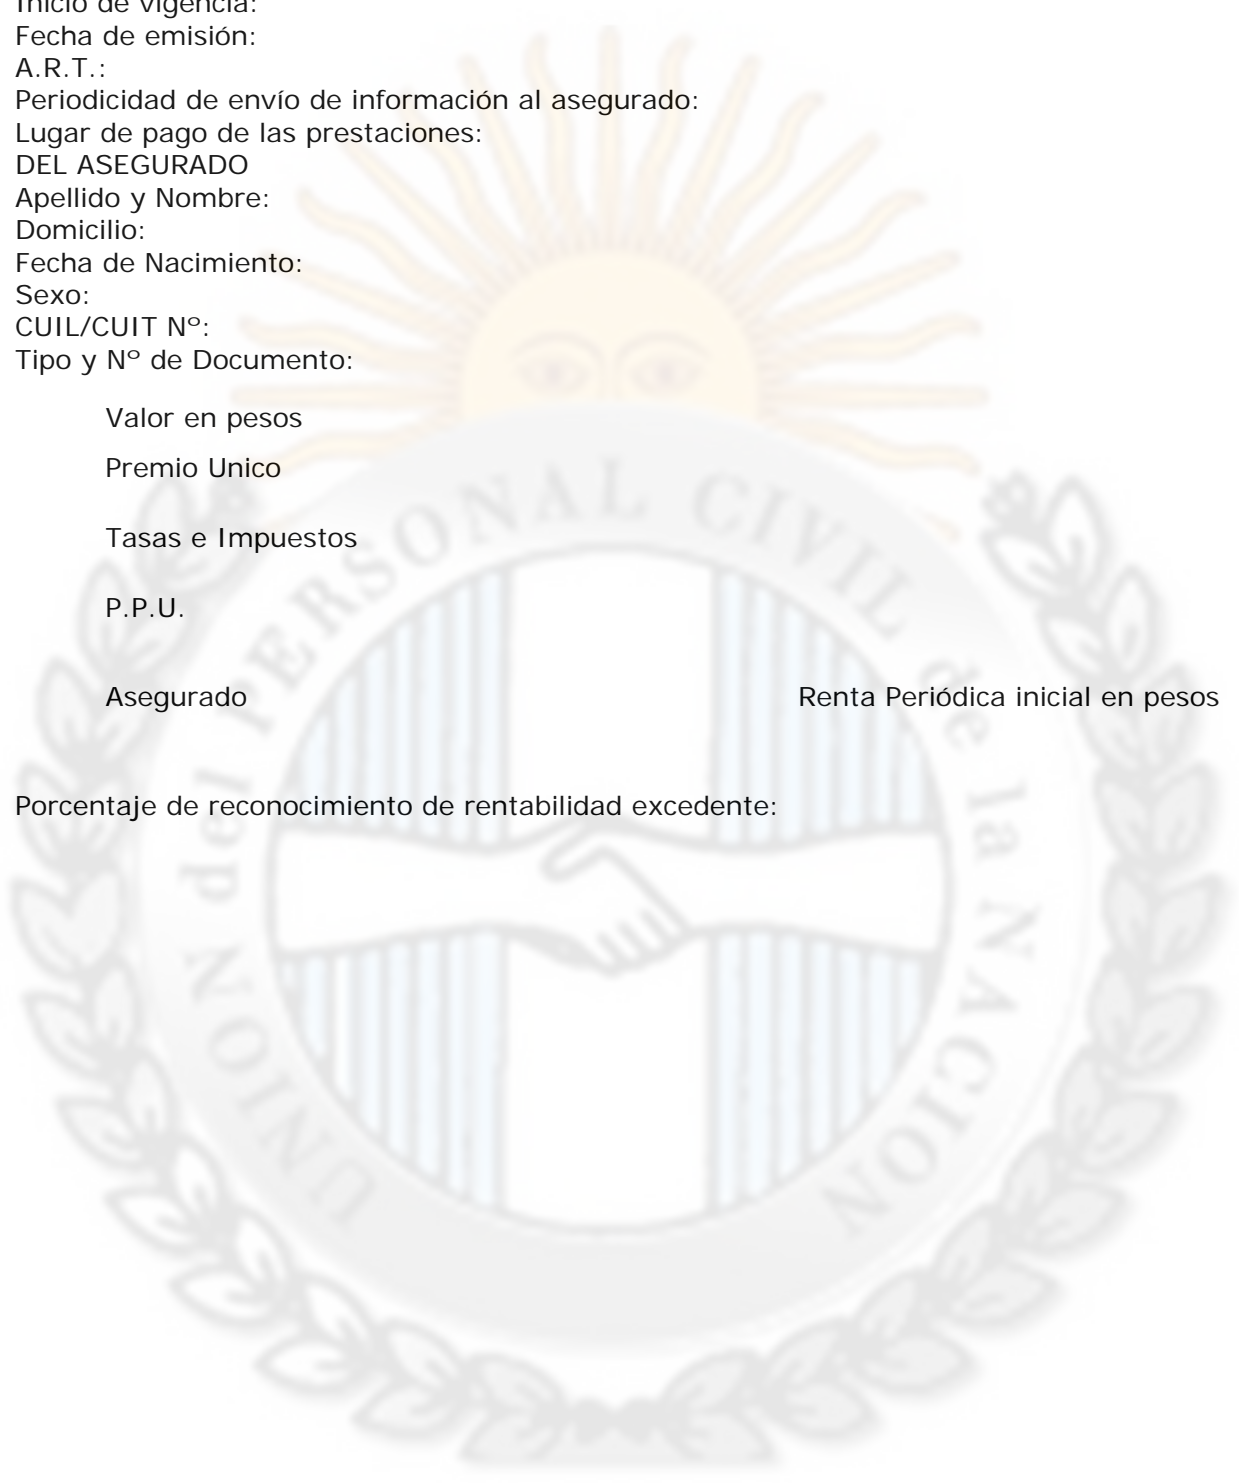 Inicio de vigencia:
Fecha de emisión:
A.R.T.:
Periodicidad de envío de información al asegurado:
Lugar de pago de las prestaciones:
DEL ASEGURADO
Apellido y Nombre:
Domicilio:
Fecha de Nacimiento:
Sexo:
CUIL/CUIT Nº:
Tipo y Nº de Documento:
Valor en pesos
Premio Unico
Tasas e Impuestos
P.P.U.
Asegurado Renta Periódica inicial en pesos
Porcentaje de reconocimiento de rentabilidad excedente:
UNION del PERSONAL CIVIL de la NACION